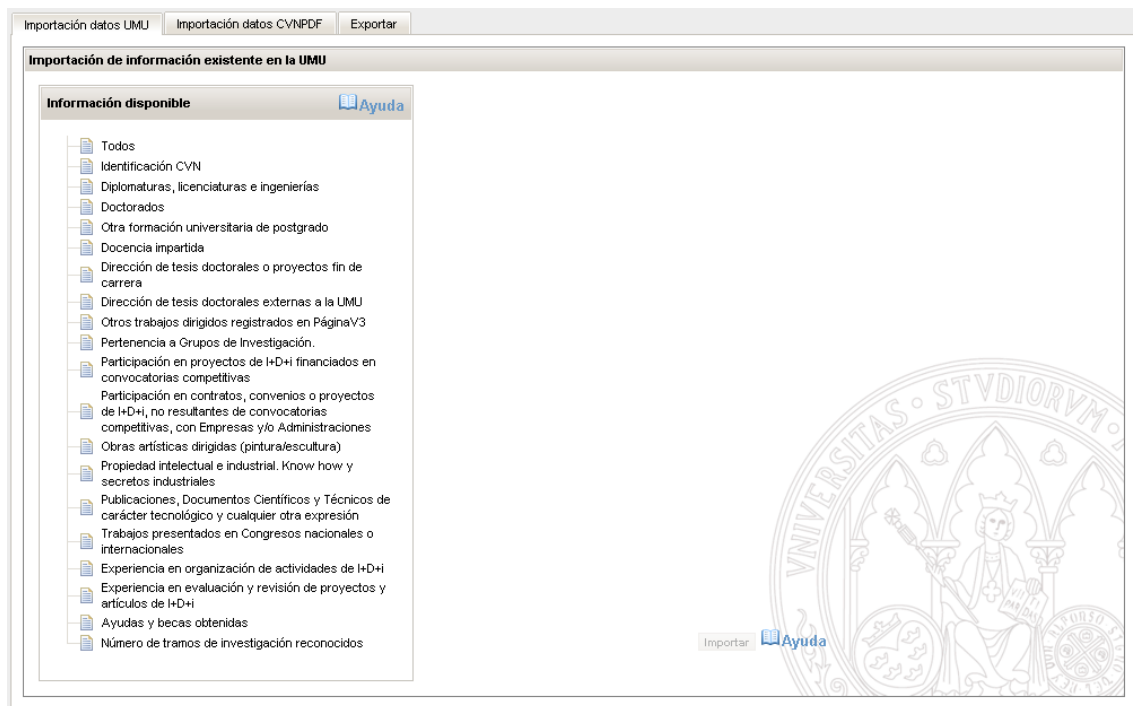 Importación datos UMU
Importación datos CVNPDF
Exportar
Importación de información existente en la UMU
Información disponible
Ayuda
Todos
Identificación CVN
Diplomaturas, licenciaturas e ingenierías
Doctorados
Otra formación universitaria de postgrado
Docencia impartida
Dirección de tesis doctorales o proyectos fin de
carrera
Dirección de tesis doctorales externas a la UMU
Otros trabajos dirigidos registrados en PáginaV3
Pertenencia a Grupos de Investigación.
Participación en proyectos de I+D+i financiados en
convocatorias competitivas
Participación en contratos, convenios o proyectos
de I+D+i, no resultantes de convocatorias
competitivas, con Empresas y/o Administraciones
Obras artísticas dirigidas (pintura/escultura)
Propiedad intelectual e industrial. Know how y
secretos industriales
Publicaciones, Documentos Científicos y Técnicos de
carácter tecnológico y cualquier otra expresión
Trabajos presentados en Congresos nacionales o
internacionales
Experiencia en organización de actividades de I+D+i
Experiencia en evaluación y revisión de proyectos y
artículos de I+D+i
Ayudas y becas obtenidas
Número de tramos de investigación reconocidos
Importar
Ayuda
VNIVERSITAS · STVDIORVM